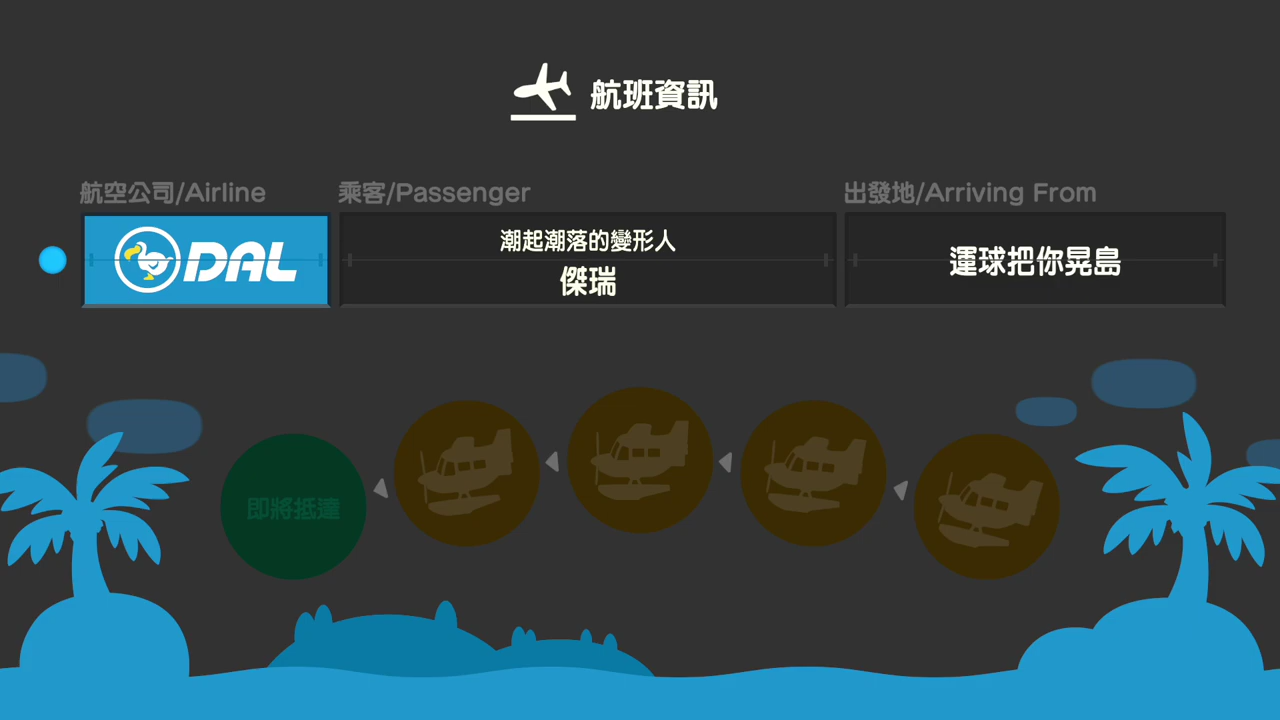 航班資訊
航空公司/Airline
乘客/Passenger
出發地/Arriving From
DAL
潮起潮落的變形人
傑瑞
運球把你晃島
即將抵達